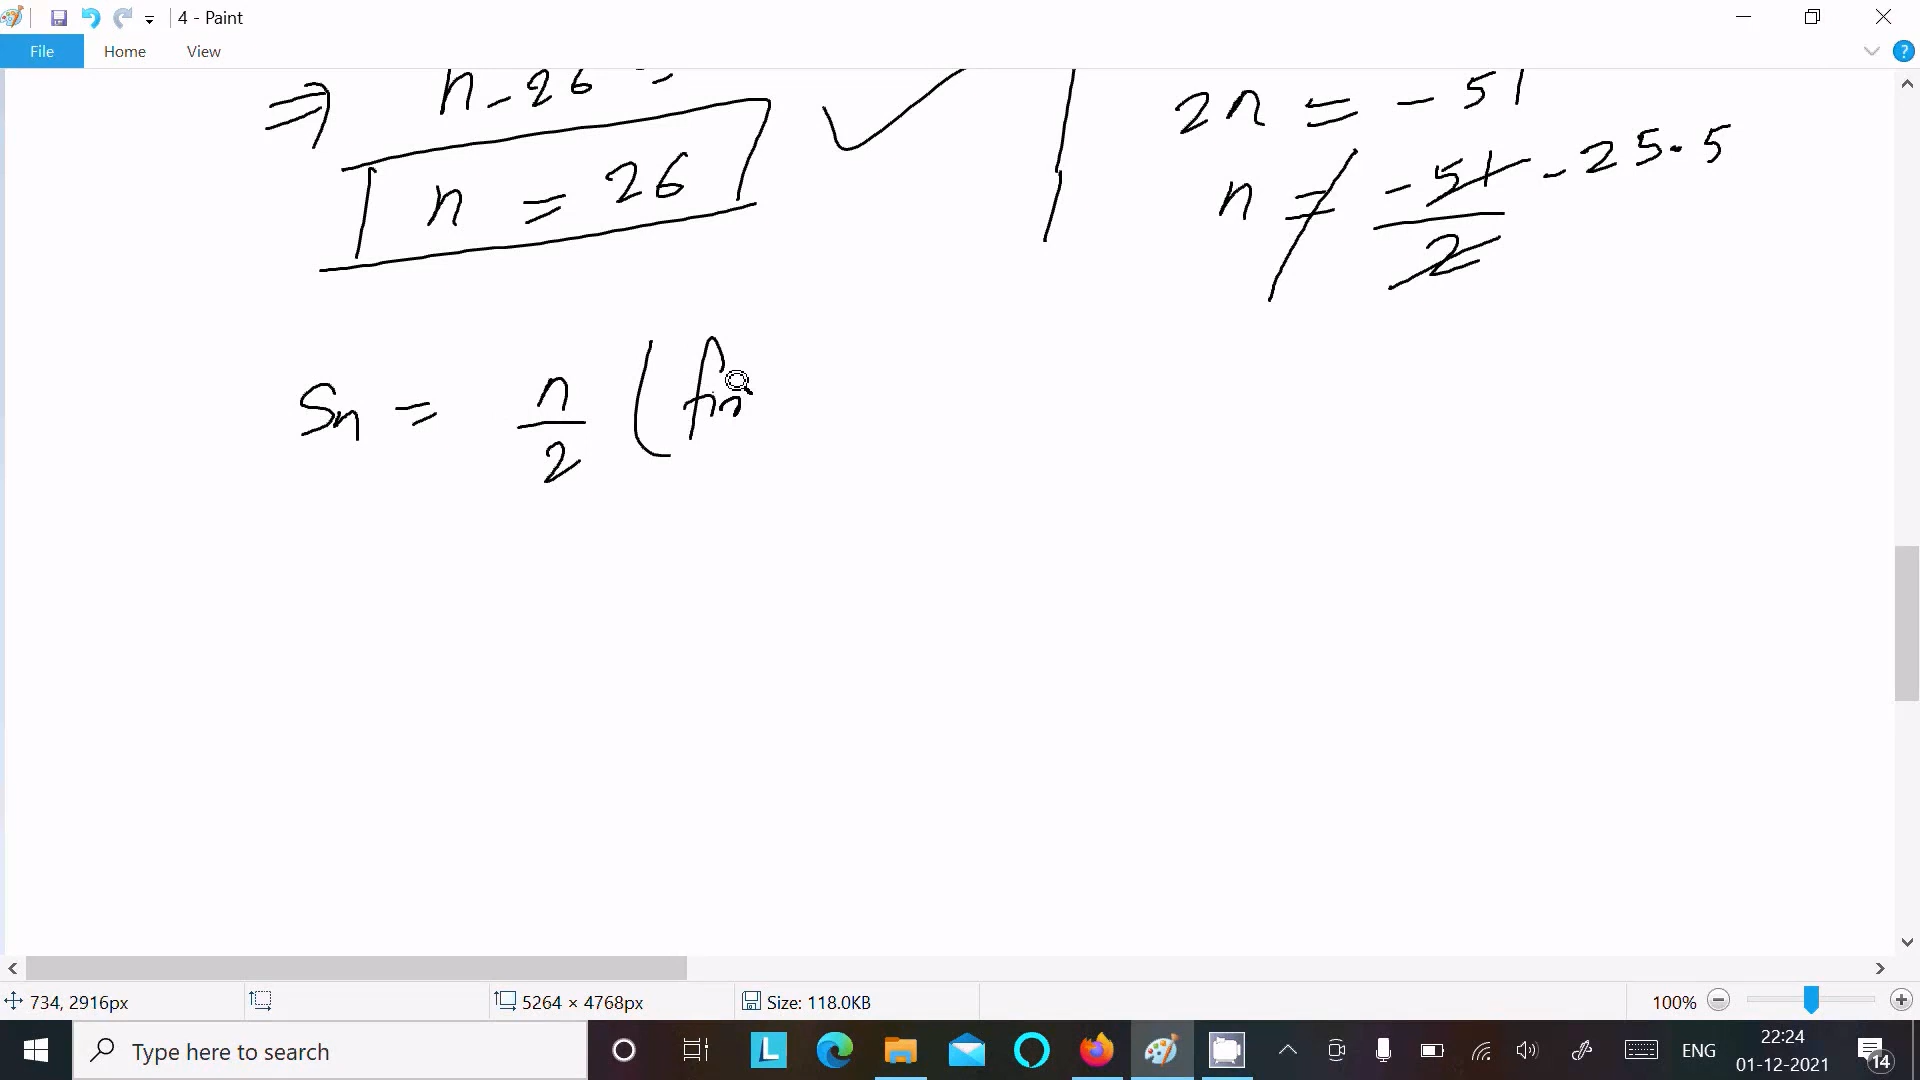 4 - Paint
File Home View
⇒ n - 26 =
n = 26
2n = - 51
n = - 51 / 2 - 25.5
Sn = n / 2 ( fir
734, 2916px 5264 × 4768px Size: 118.0KB 100%
Type here to search
L
ENG
22:24
01-12-2021
14